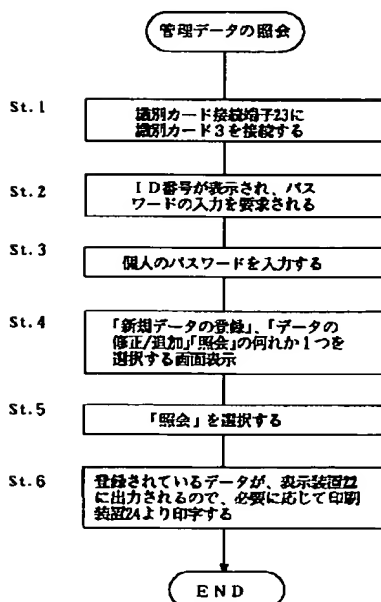 管理データの照会
St.1
識別カード接続端子23に
識別カード3を接続する
St.2
ID番号が表示され、パス
ワードの入力を要求される
St.3
個人のパスワードを入力する
St.4
「新規データの登録」、「データの
修正/追加」「照会」の何れか1つを
選択する画面表示
St.5
「照会」を選択する
St.6
登録されているデータが、表示装置22
に出力されるので、必要に応じて印刷
装置24より印字する
END